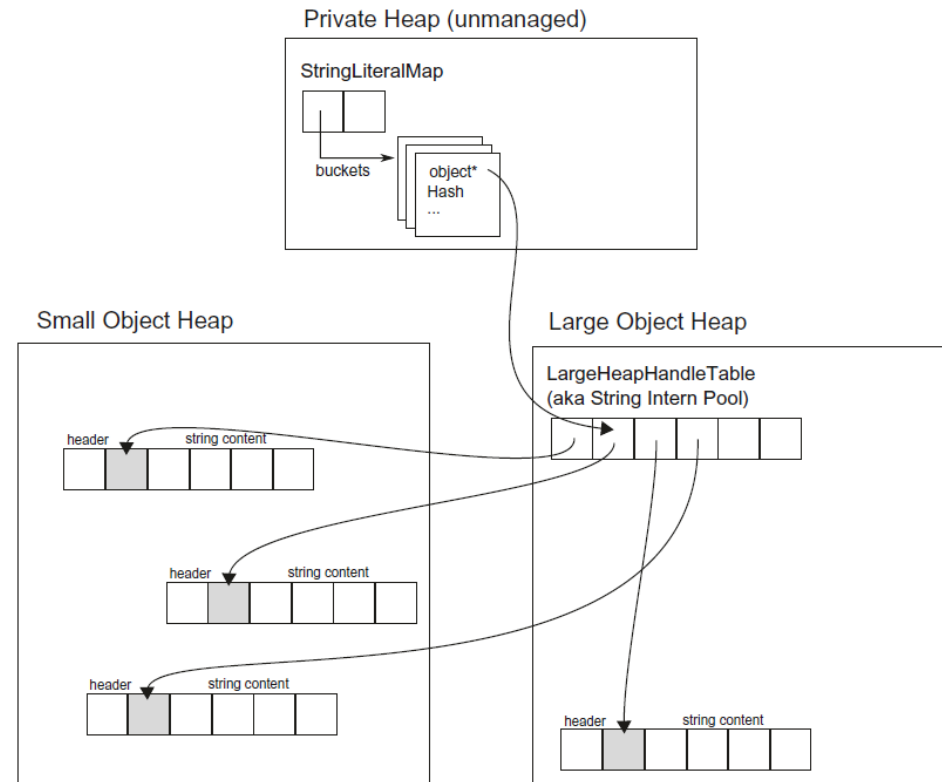 Private Heap (unmanaged)
StringLiteralMap
buckets
object*
Hash
...
Small Object Heap
header string content
header string content
header string content
Large Object Heap
LargeHeapHandleTable
(aka String Intern Pool)
header string content